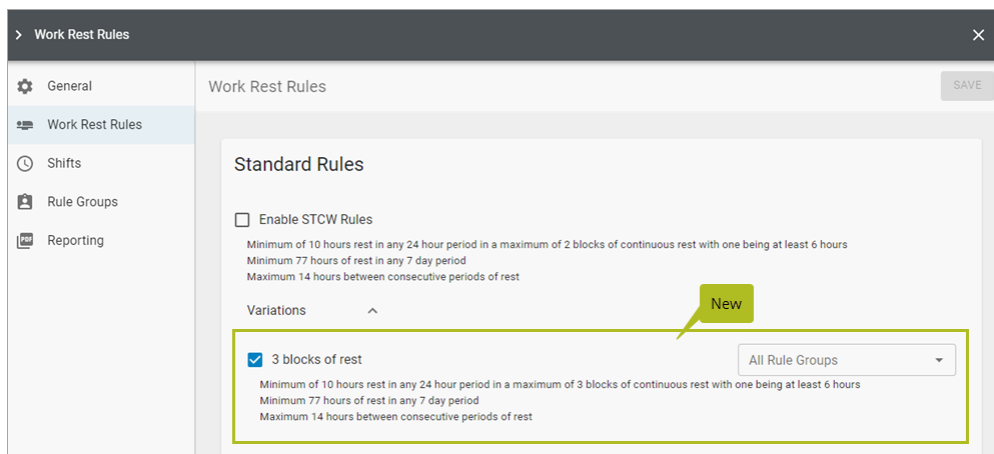 Work Rest Rules
General
Work Rest Rules
SAVE
Work Rest Rules
Shifts
Rule Groups
PDF
Reporting
Standard Rules
Enable STCW Rules
Minimum of 10 hours rest in any 24 hour period in a maximum of 2 blocks of continuous rest with one being at least 6 hours
Minimum 77 hours of rest in any 7 day period
Maximum 14 hours between consecutive periods of rest
Variations
New
3 blocks of rest
All Rule Groups
Minimum of 10 hours rest in any 24 hour period in a maximum of 3 blocks of continuous rest with one being at least 6 hours
Minimum 77 hours of rest in any 7 day period
Maximum 14 hours between consecutive periods of rest